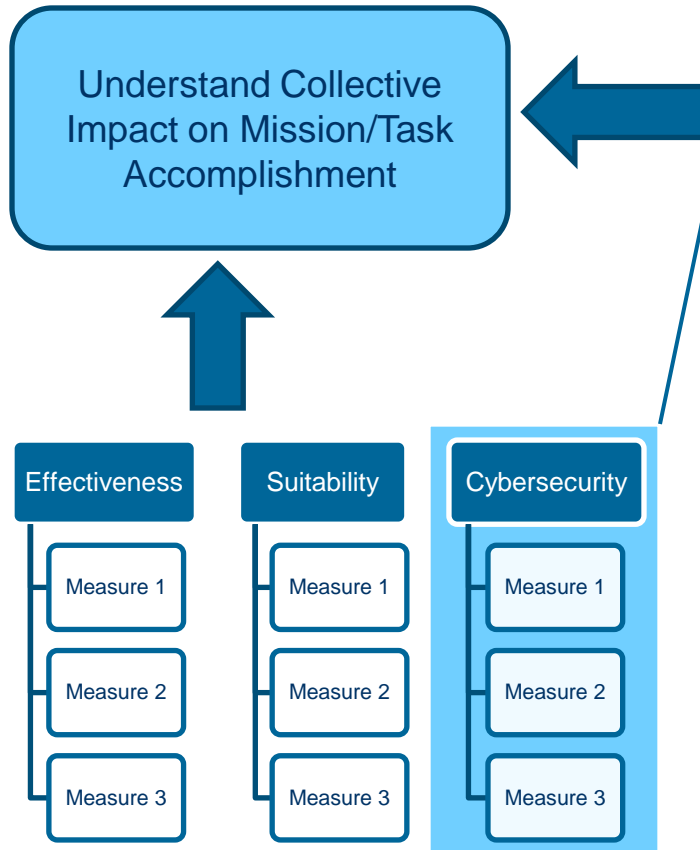 Understand Collective
Impact on Mission/Task
Accomplishment
Effectiveness
Measure 1
Measure 2
Measure 3
Suitability
Measure 1
Measure 2
Measure 3
Cybersecurity
Measure 1
Measure 2
Measure 3